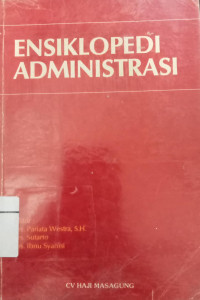 ENSIKLOPEDI
ADMINISTRASI
Pariata Westra, S.H
Sutarto
Ibnu Syamsi
CV HAJI MASAGUNG